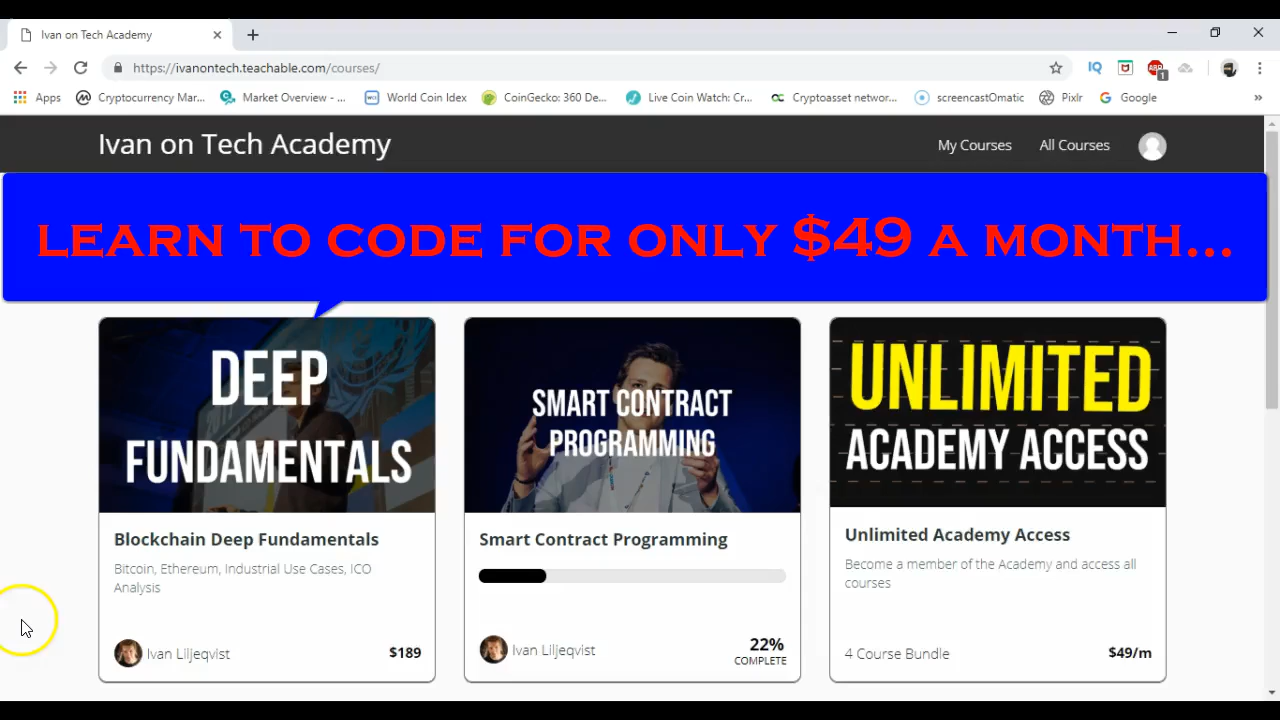 Ivan on Tech Academy
https://ivanontech.teachable.com/courses/
IQ
ABP
1
Apps
Cryptocurrency Mar...
Market Overview - ...
World Coin Idex
CoinGecko: 360 De...
Live Coin Watch: Cr...
Cryptoasset networ...
screencastOmatic
Pixlr
Google
»
Ivan on Tech Academy
My Courses
All Courses
LEARN TO CODE FOR ONLY $49 A MONTH...
DEEP
FUNDAMENTALS
Blockchain Deep Fundamentals
Bitcoin, Ethereum, Industrial Use Cases, ICO
Analysis
Ivan Liljeqvist
$189
SMART CONTRACT
PROGRAMMING
Smart Contract Programming
Ivan Liljeqvist
22%
COMPLETE
UNLIMITED
ACADEMY ACCESS
Unlimited Academy Access
Become a member of the Academy and access all
courses
4 Course Bundle
$49/m